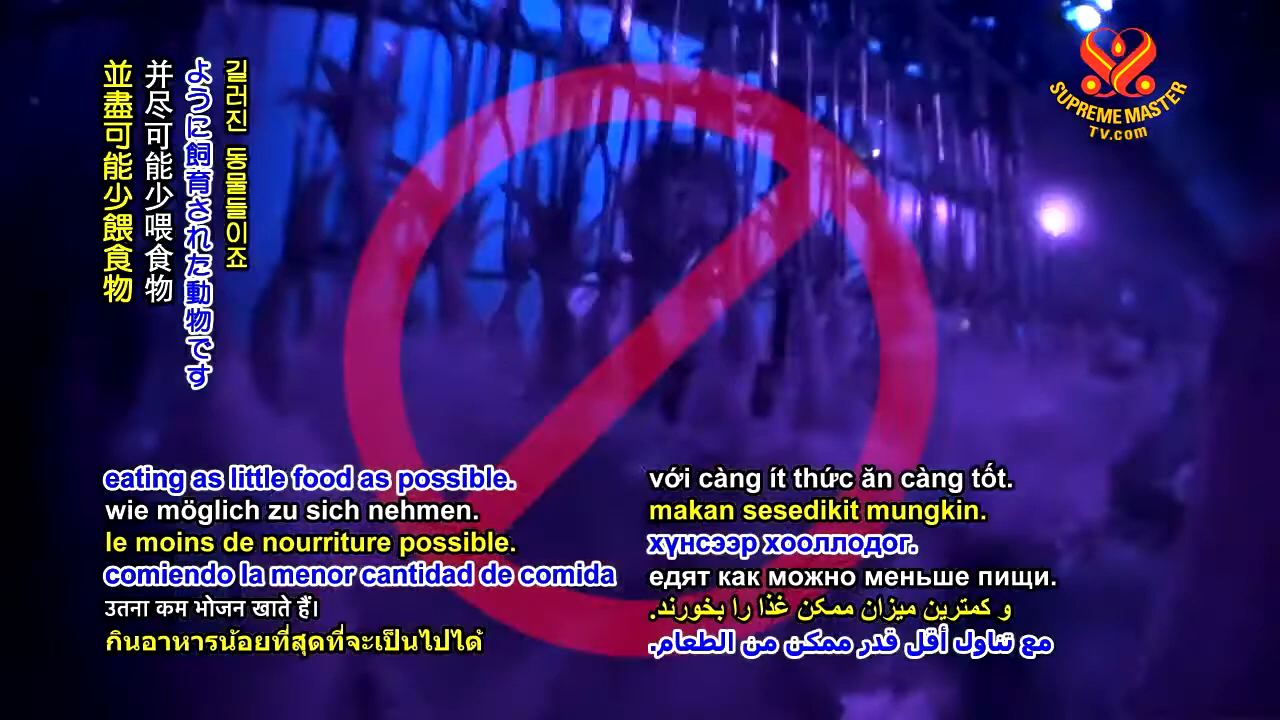 並盡可能少餵食物
并尽可能少喂食物
ように飼育された動物です
길러진 동물들이죠
SUPREME MASTER
TV.com
eating as little food as possible.
wie möglich zu sich nehmen.
le moins de nourriture possible.
comiendo la menor cantidad de comida
उतना कम भोजन खाते हैं।
กินอาหารน้อยที่สุดที่จะเป็นไปได้
với càng ít thức ăn càng tốt.
makan sesedikit mungkin.
хүнсээр хооллодог.
едят как можно меньше пищи.
و کمترین میزان ممکن غذا را بخورند.
مع تناول أقل قدر ممكن من الطعام.